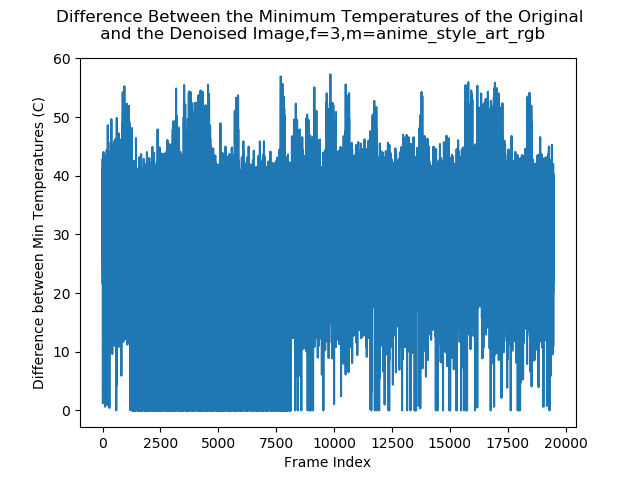 Difference Between the Minimum Temperatures of the Original
and the Denoised Image,f=3,m=anime_style_art_rgb
Difference between Min Temperatures (C)
60
50
40
30
20
10
0
0 2500 5000 7500 10000 12500 15000 17500 20000
Frame Index